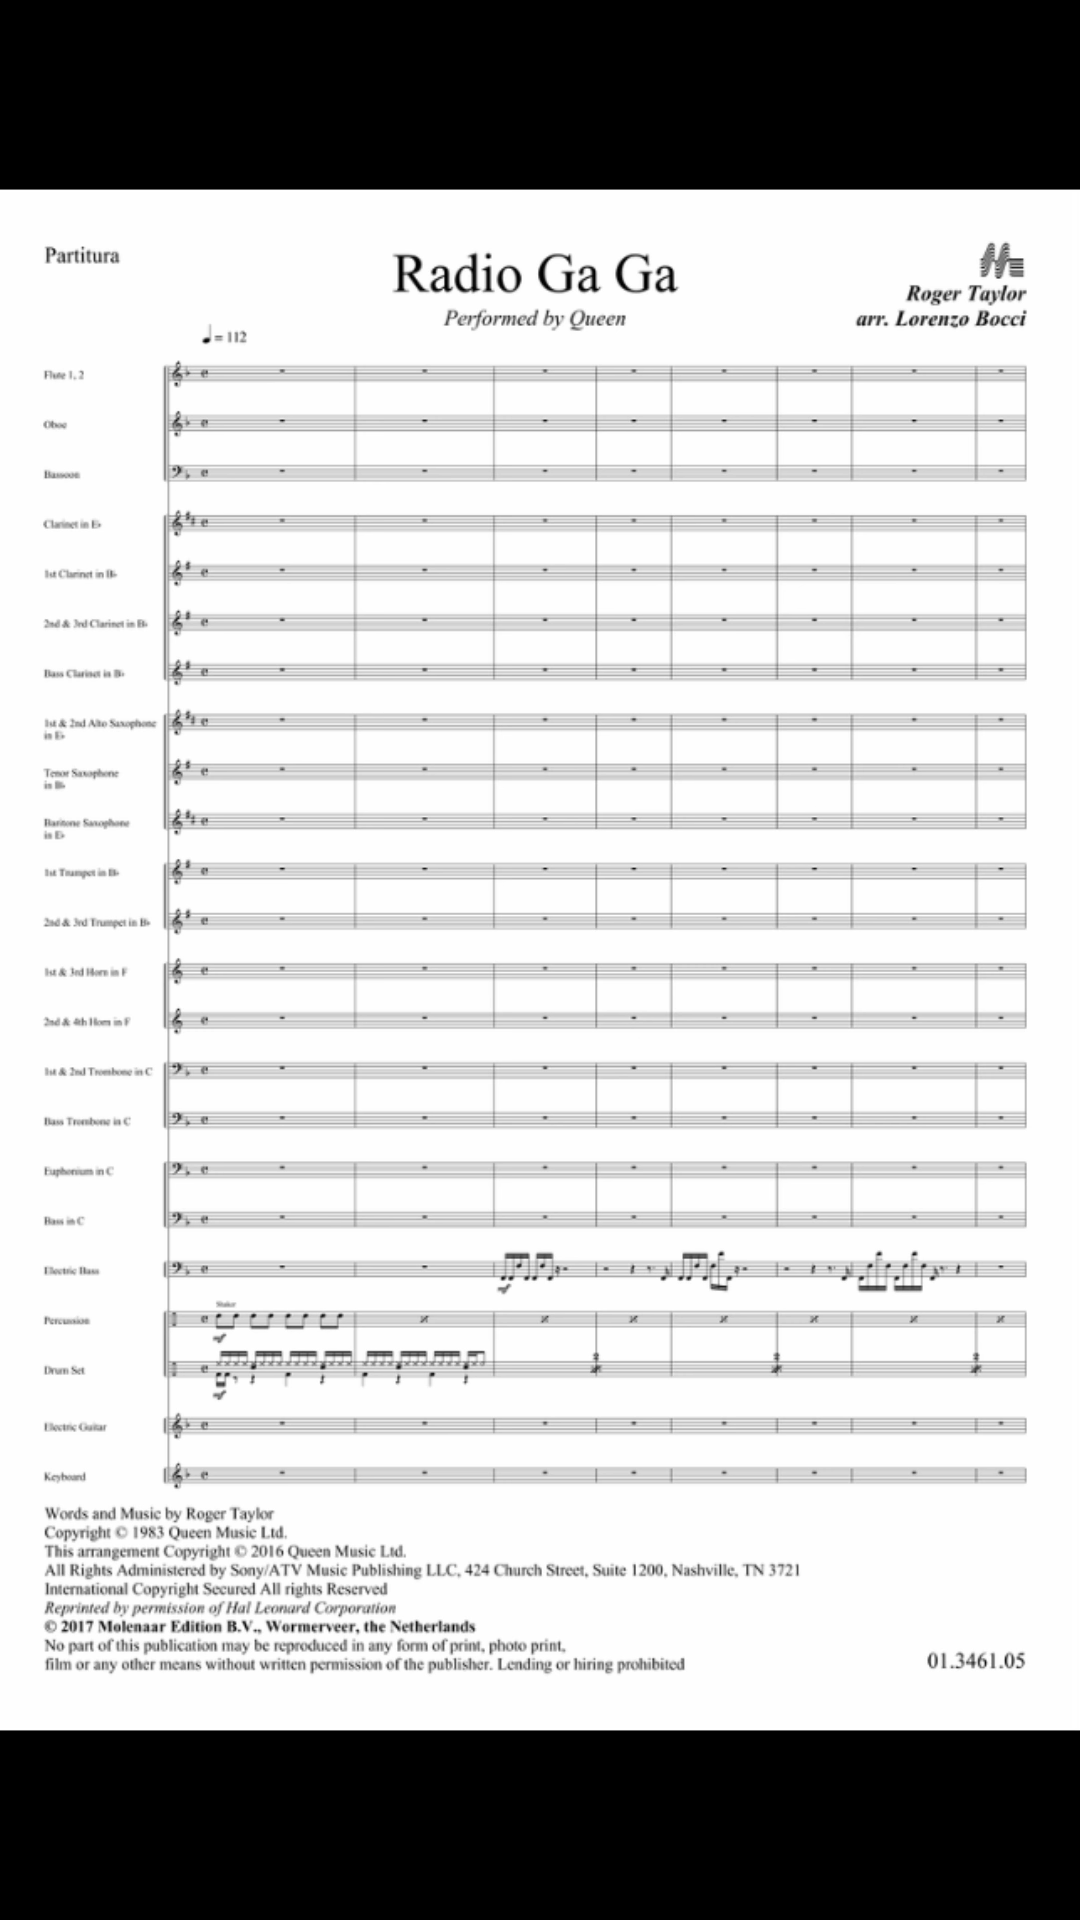 Partitura
Radio Ga Ga
Performed by Queen
Roger Taylor
arr. Lorenzo Bocci
♩ = 112
Flute 1, 2
Oboe
Bassoon
Clarinet in E♭
1st Clarinet in B♭
2nd & 3rd Clarinet in B♭
Bass Clarinet in B♭
1st & 2nd Alto Saxophone
in E♭
Tenor Saxophone
in B♭
Baritone Saxophone
in E♭
1st Trumpet in B♭
2nd & 3rd Trumpet in B♭
1st & 3rd Horn in F
2nd & 4th Horn in F
1st & 2nd Trombone in C
Bass Trombone in C
Euphonium in C
Bass in C
Electric Bass
mf
Shaker
Percussion
mf
2 2 2
Drum Set
mf
Electric Guitar
Keyboard
Words and Music by Roger Taylor
Copyright © 1983 Queen Music Ltd.
This arrangement Copyright © 2016 Queen Music Ltd.
All Rights Administered by Sony/ATV Music Publishing LLC, 424 Church Street, Suite 1200, Nashville, TN 3721
International Copyright Secured All rights Reserved
Reprinted by permission of Hal Leonard Corporation
© 2017 Molenaar Edition B.V., Wormerveer, the Netherlands
No part of this publication may be reproduced in any form of print, photo print,
film or any other means without written permission of the publisher. Lending or hiring prohibited
01.3461.05